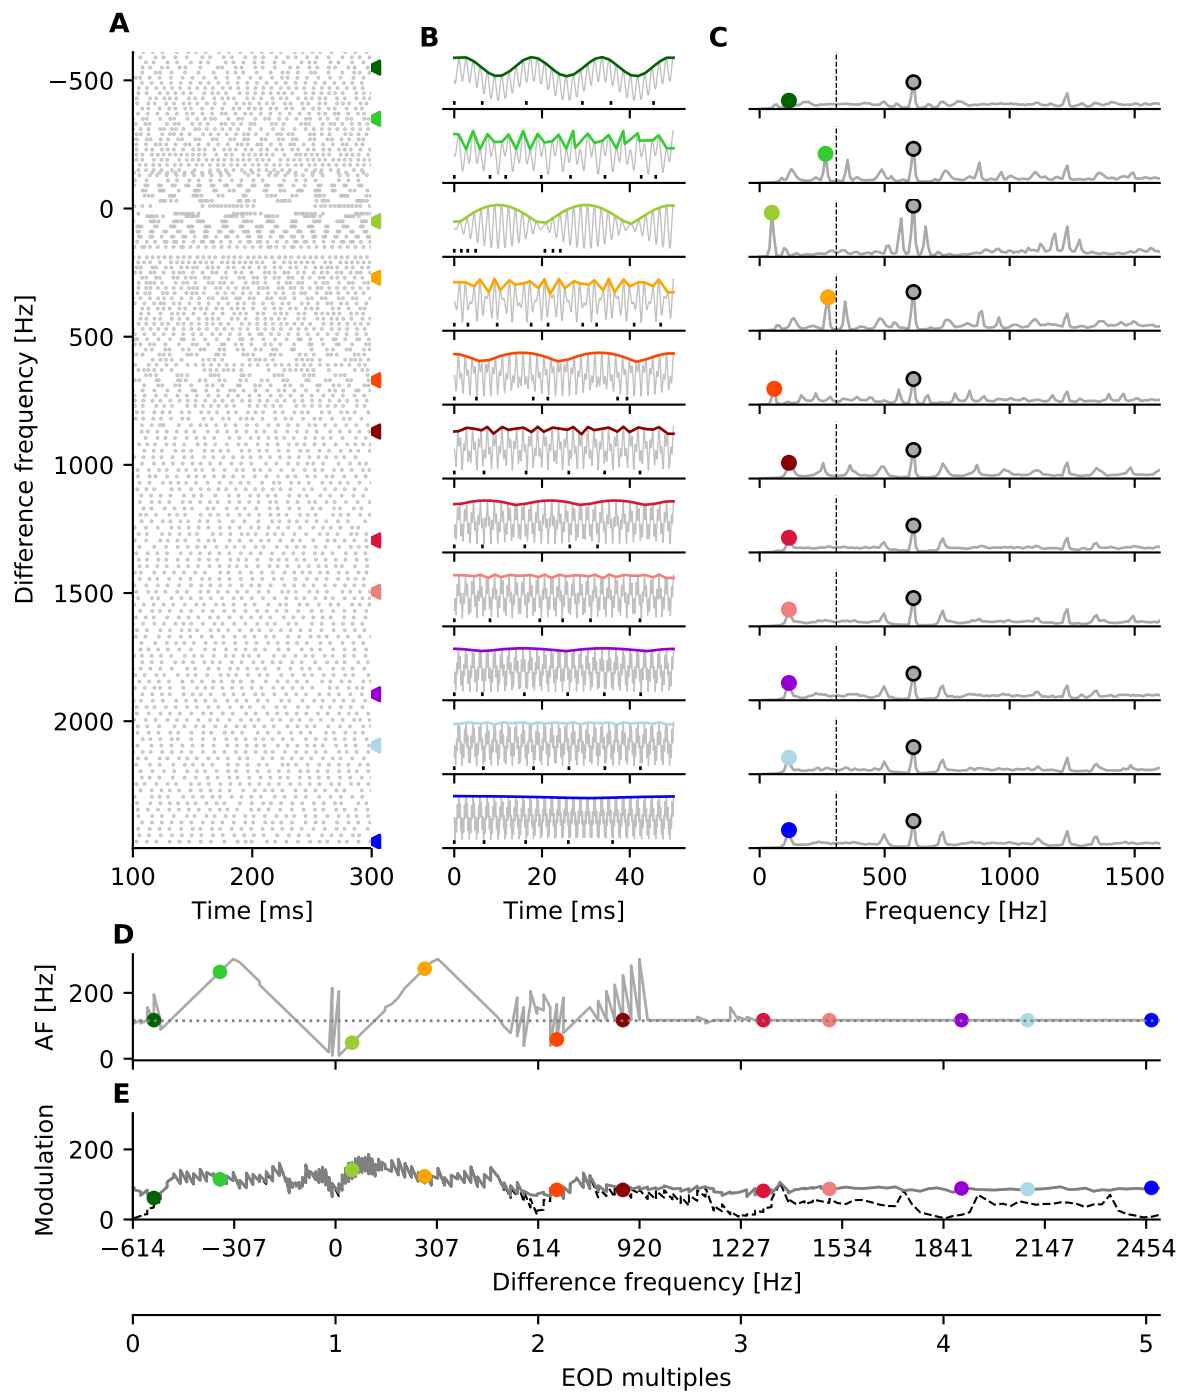 A
B
C
−500
0
500
1000
1500
2000
Difference frequency [Hz]
100
200
300
Time [ms]
0
20
40
Time [ms]
0
500
1000
1500
Frequency [Hz]
D
200
0
AF [Hz]
E
200
0
Modulation
−614
−307
0
307
614
920
1227
1534
1841
2147
2454
Difference frequency [Hz]
0
1
2
3
4
5
EOD multiples